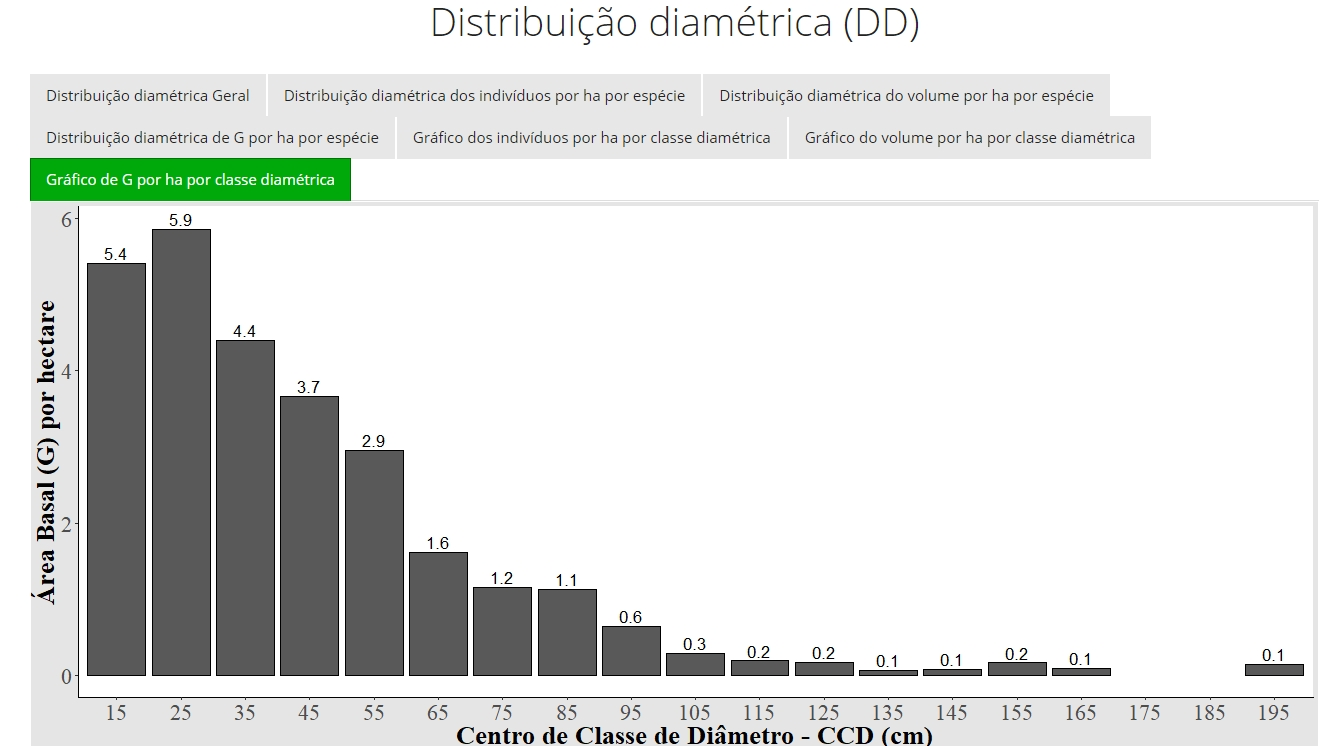 Distribuição diamétrica (DD)
Distribuição diamétrica Geral
Distribuição diamétrica dos indivíduos por ha por espécie
Distribuição diamétrica do volume por ha por espécie
Distribuição diamétrica de G por ha por espécie
Gráfico dos indivíduos por ha por classe diamétrica
Gráfico do volume por ha por classe diamétrica
Gráfico de G por ha por classe diamétrica
Área Basal (G) por hectare
6
4
2
0
5.4
5.9
4.4
3.7
2.9
1.6
1.2
1.1
0.6
0.3
0.2
0.2
0.1
0.1
0.2
0.1
0.1
15 25 35 45 55 65 75 85 95 105 115 125 135 145 155 165 175 185 195
Centro de Classe de Diâmetro - CCD (cm)